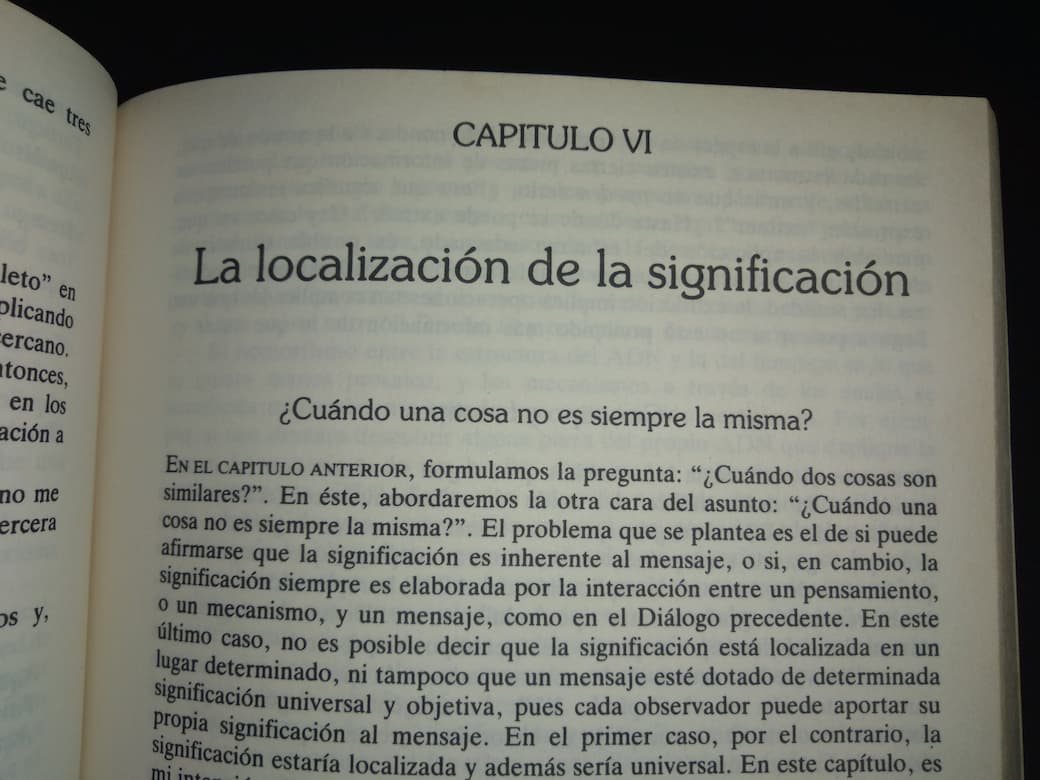 cae tres
leto” en
plicando
ercano.
ntonces,
en los
ación a
no me
ercera
os y,
CAPITULO VI
La localización de la significación
¿Cuándo una cosa no es siempre la misma?
EN EL CAPITULO ANTERIOR, formulamos la pregunta: “¿Cuándo dos cosas son
similares?”. En éste, abordaremos la otra cara del asunto: “¿Cuándo una
cosa no es siempre la misma?”. El problema que se plantea es el de si puede
afirmarse que la significación es inherente al mensaje, o si, en cambio, la
significación siempre es elaborada por la interacción entre un pensamiento,
o un mecanismo, y un mensaje, como en el Diálogo precedente. En este
último caso, no es posible decir que la significación está localizada en un
lugar determinado, ni tampoco que un mensaje esté dotado de determinada
significación universal y objetiva, pues cada observador puede aportar su
propia significación al mensaje. En el primer caso, por el contrario, la
significación estaría localizada y además sería universal. En este capítulo, es
mi